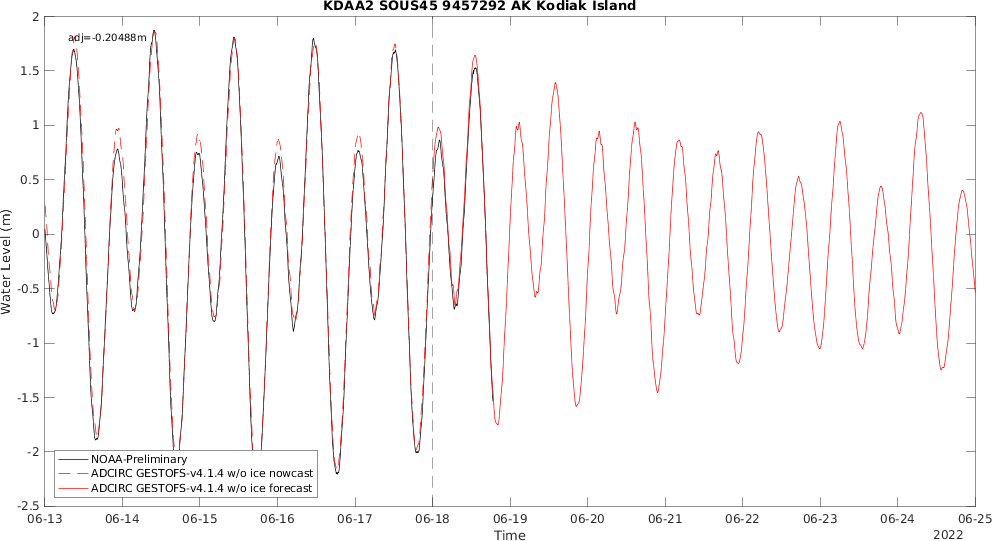 KDAA2 SOUS45 9457292 AK Kodiak Island
adj=-0.20488m
2
1.5
1
0.5
0
-0.5
-1
-1.5
-2
-2.5
Water Level (m)
NOAA-Preliminary
ADCIRC GESTOFS-v4.1.4 w/o ice nowcast
ADCIRC GESTOFS-v4.1.4 w/o ice forecast
06-13 06-14 06-15 06-16 06-17 06-18 06-19 06-20 06-21 06-22 06-23 06-24 06-25
Time
2022